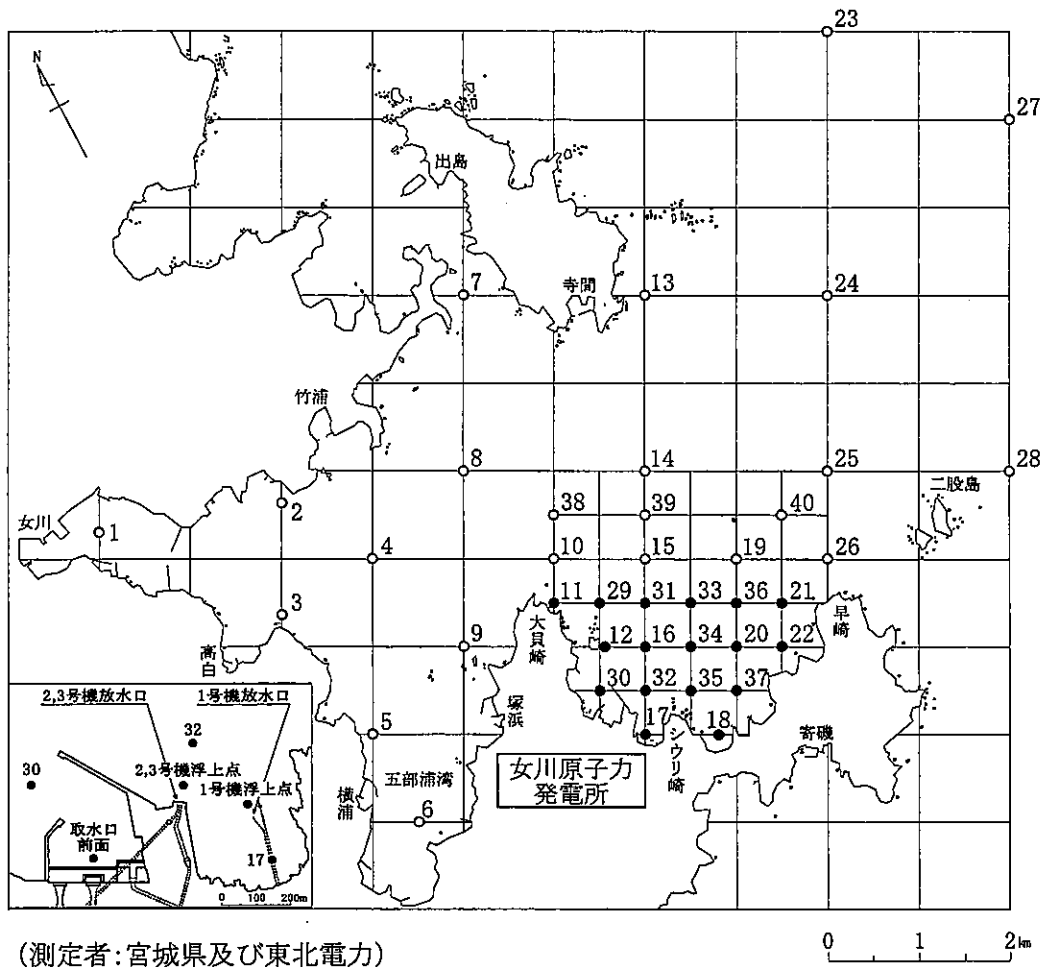 23
N
27
出島
7
寺間
13
24
竹浦
8
14
25
28
二股島
38
39
40
女川
1
2
4
10
15
19
26
3
11
29
31
33
36
21
大貝崎
早崎
高白
9
12
16
34
20
22
塚浜
30
32
35
37
2,3号機放水口
1号機放水口
5
17
シウリ崎
18
寄磯
32
30
2,3号機浮上点
1号機浮上点
横浦
五部浦湾
女川原子力
発電所
6
取水口
前面
17
0 100 200m
(測定者:宮城県及び東北電力)
0 1 2km